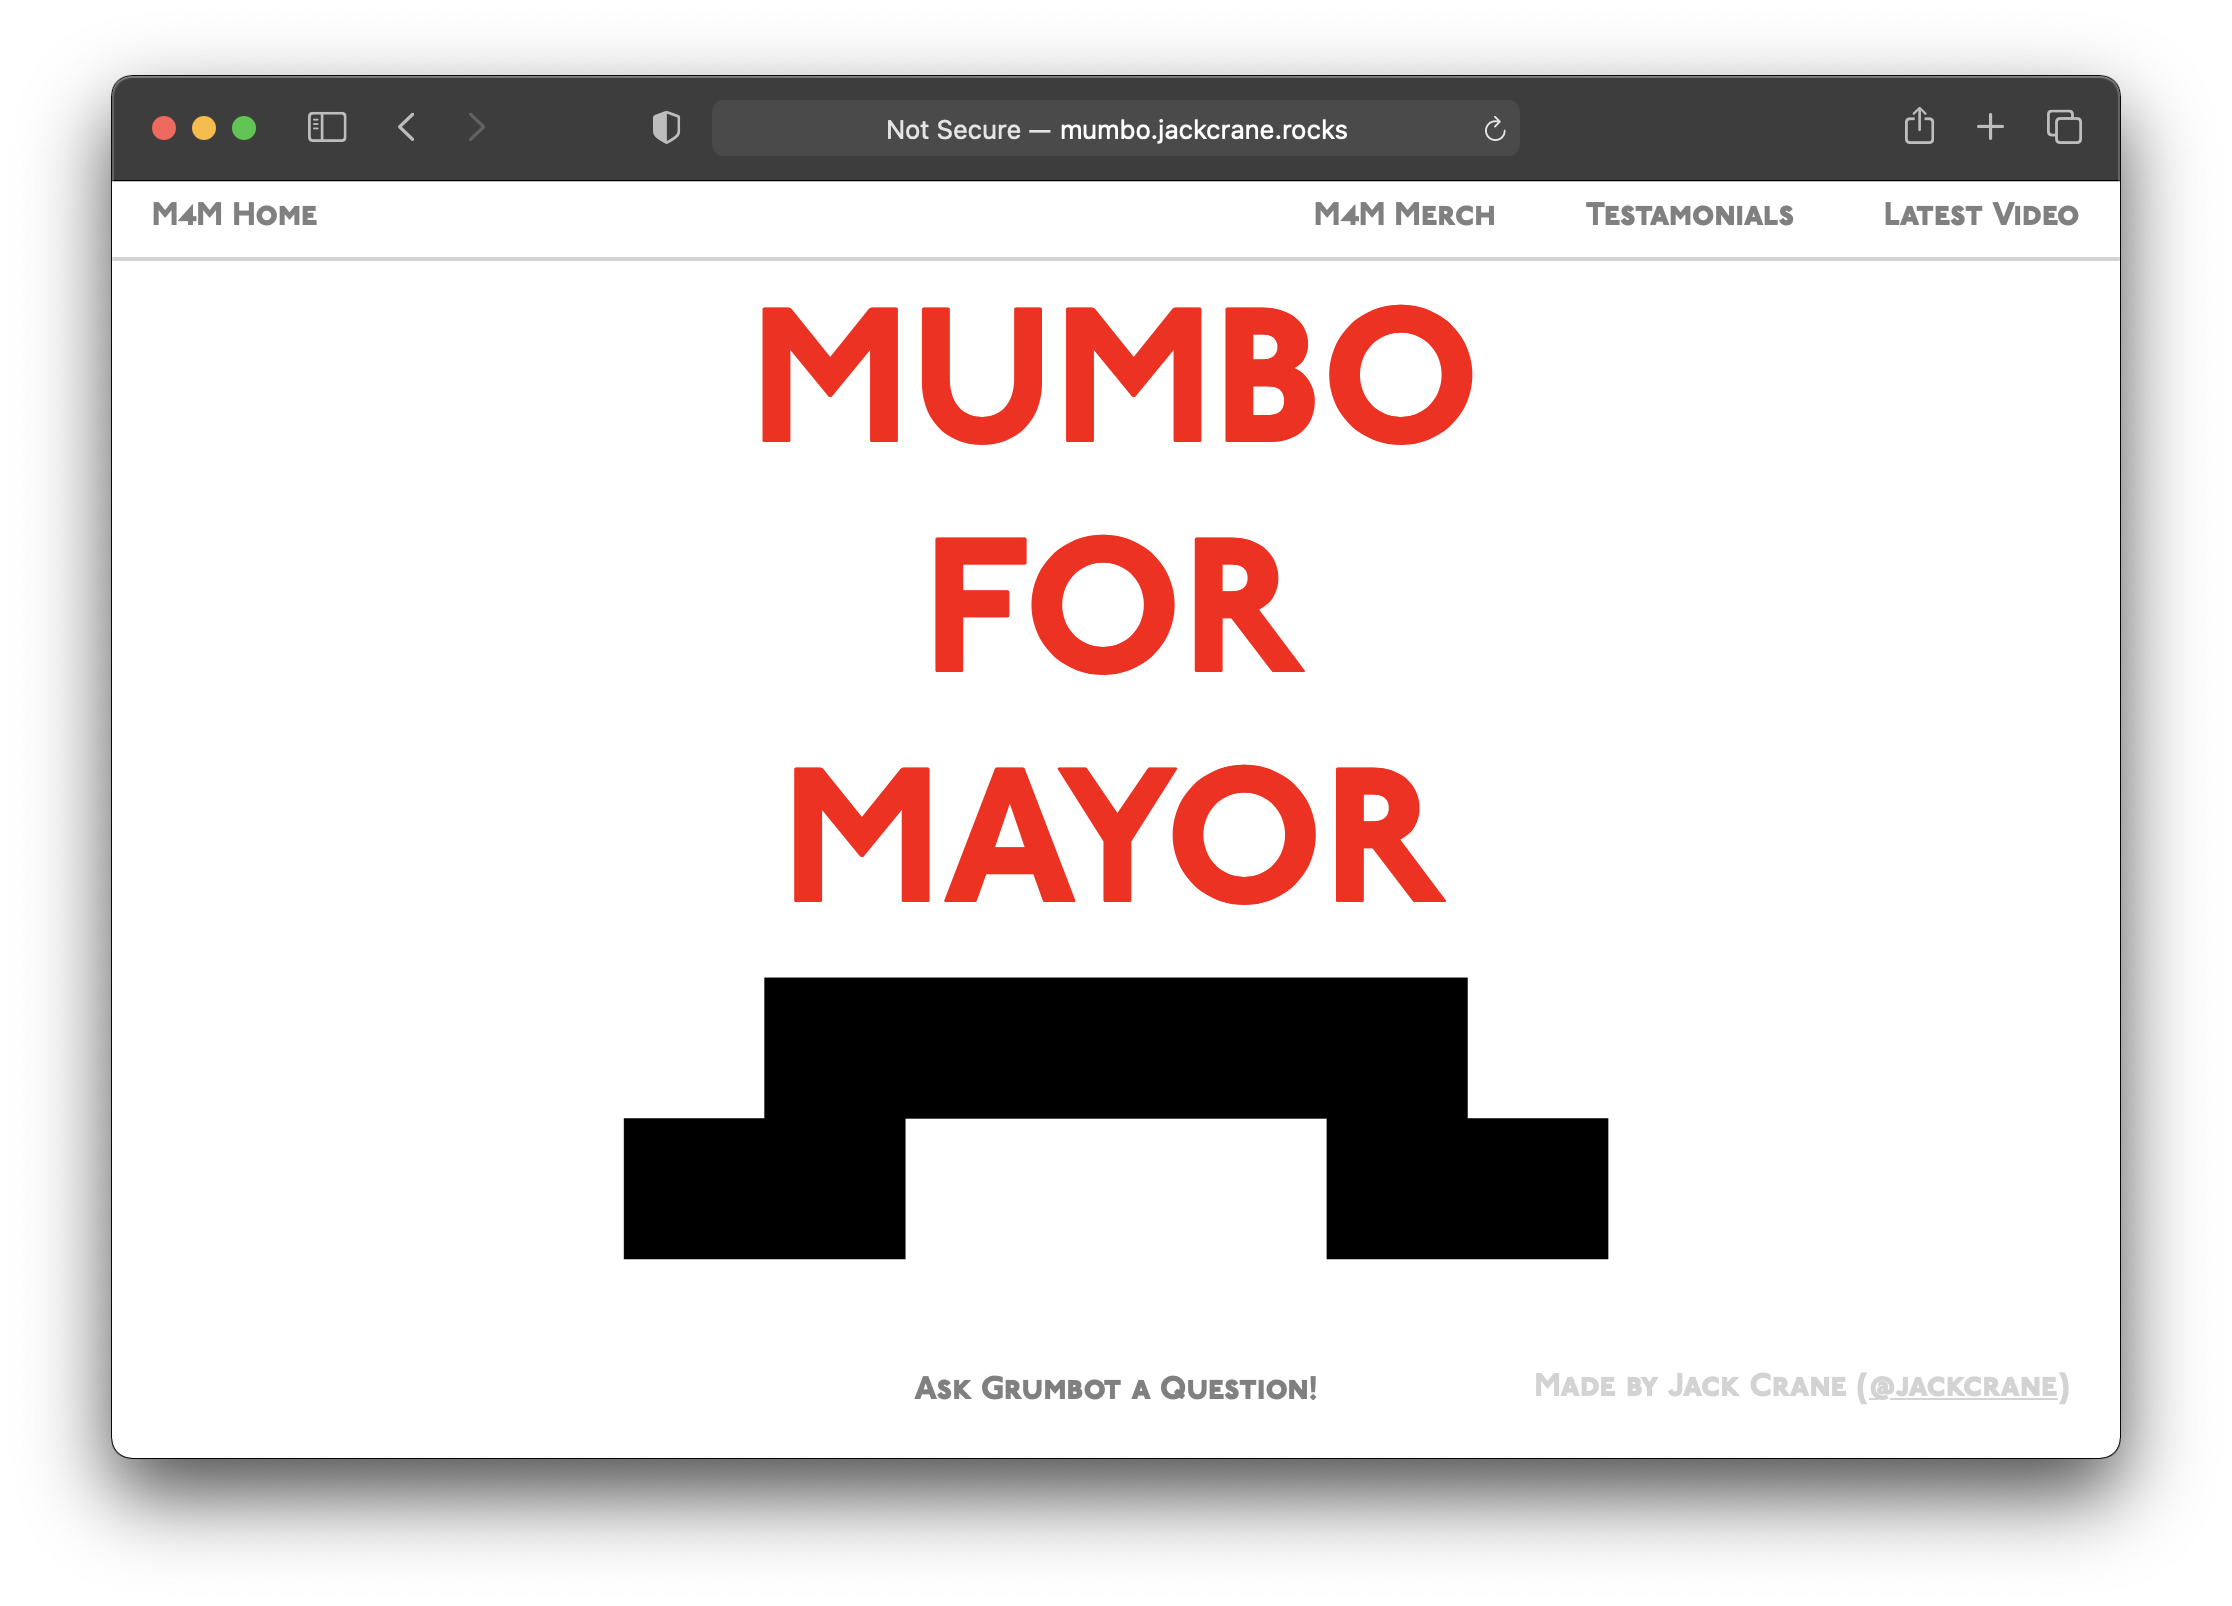 Not Secure — mumbo.jackcrane.rocks
M4M Home
M4M Merch
Testamonials
Latest Video
MUMBO
FOR
MAYOR
Ask Grumbot a Question!
Made by Jack Crane (@jackcrane)